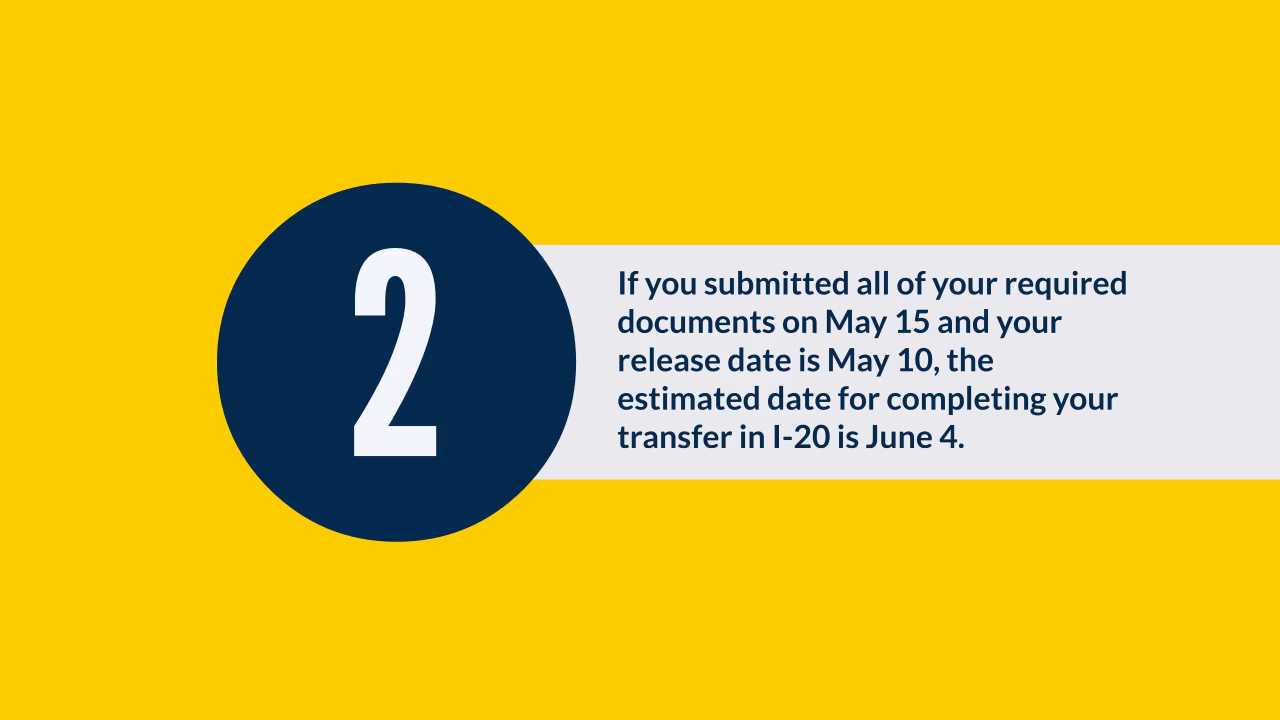 2
If you submitted all of your required
documents on May 15 and your
release date is May 10, the
estimated date for completing your
transfer in I-20 is June 4.